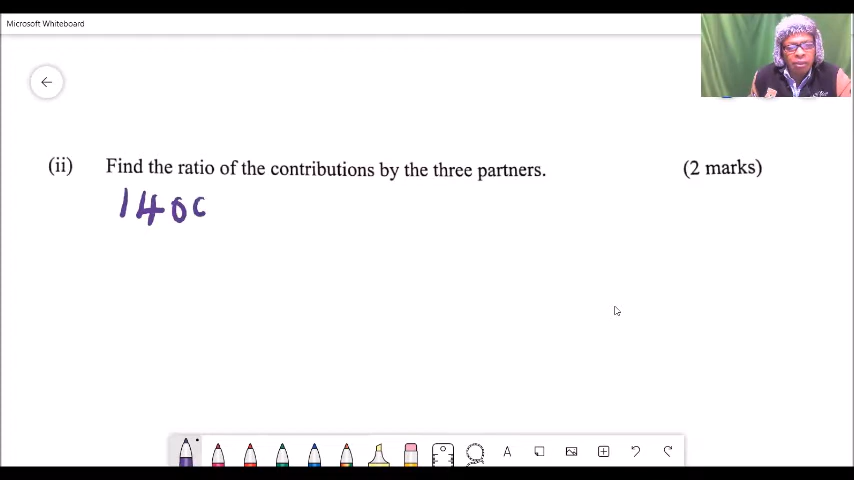 Microsoft Whiteboard
(ii) Find the ratio of the contributions by the three partners. (2 marks)
140
A